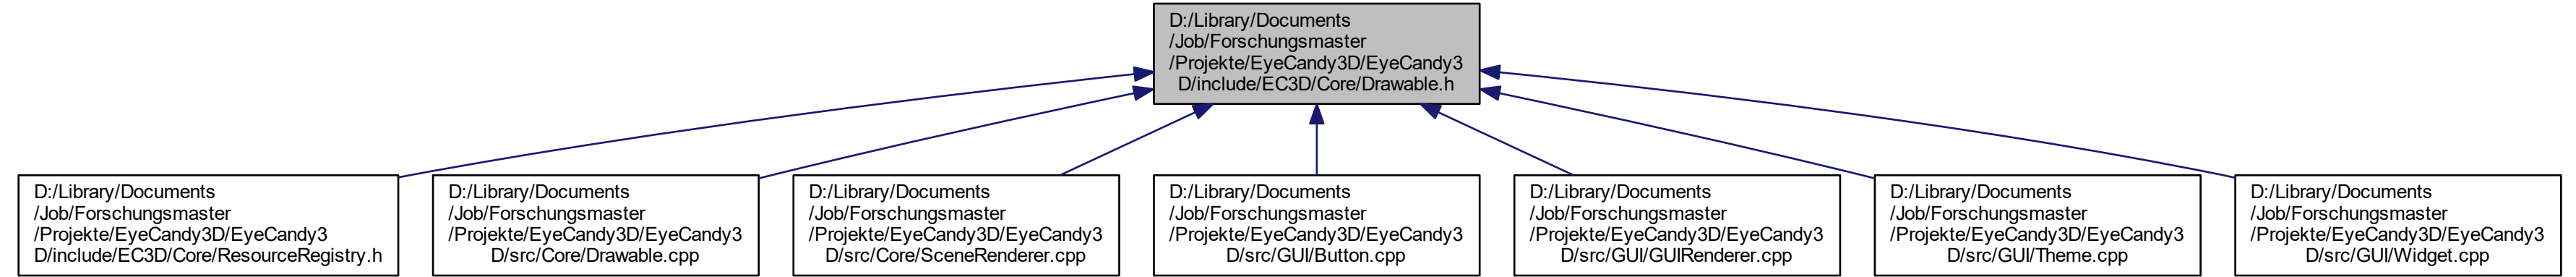 D:/Library/Documents
/Job/Forschungsmaster
/Projekte/EyeCandy3D/EyeCandy3
D/include/EC3D/Core/Drawable.h
D:/Library/Documents
/Job/Forschungsmaster
/Projekte/EyeCandy3D/EyeCandy3
D/include/EC3D/Core/ResourceRegistry.h
D:/Library/Documents
/Job/Forschungsmaster
/Projekte/EyeCandy3D/EyeCandy3
D/src/Core/Drawable.cpp
D:/Library/Documents
/Job/Forschungsmaster
/Projekte/EyeCandy3D/EyeCandy3
D/src/Core/SceneRenderer.cpp
D:/Library/Documents
/Job/Forschungsmaster
/Projekte/EyeCandy3D/EyeCandy3
D/src/GUI/Button.cpp
D:/Library/Documents
/Job/Forschungsmaster
/Projekte/EyeCandy3D/EyeCandy3
D/src/GUI/GUIRenderer.cpp
D:/Library/Documents
/Job/Forschungsmaster
/Projekte/EyeCandy3D/EyeCandy3
D/src/GUI/Theme.cpp
D:/Library/Documents
/Job/Forschungsmaster
/Projekte/EyeCandy3D/EyeCandy3
D/src/GUI/Widget.cpp